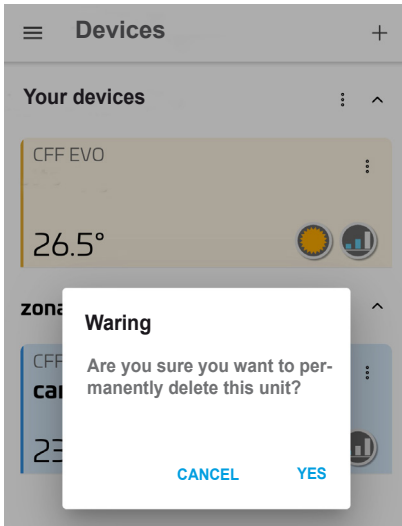 Devices
Your devices
CFF EVO
26.5°
Waring
Are you sure you want to per-
manently delete this unit?
CANCEL YES